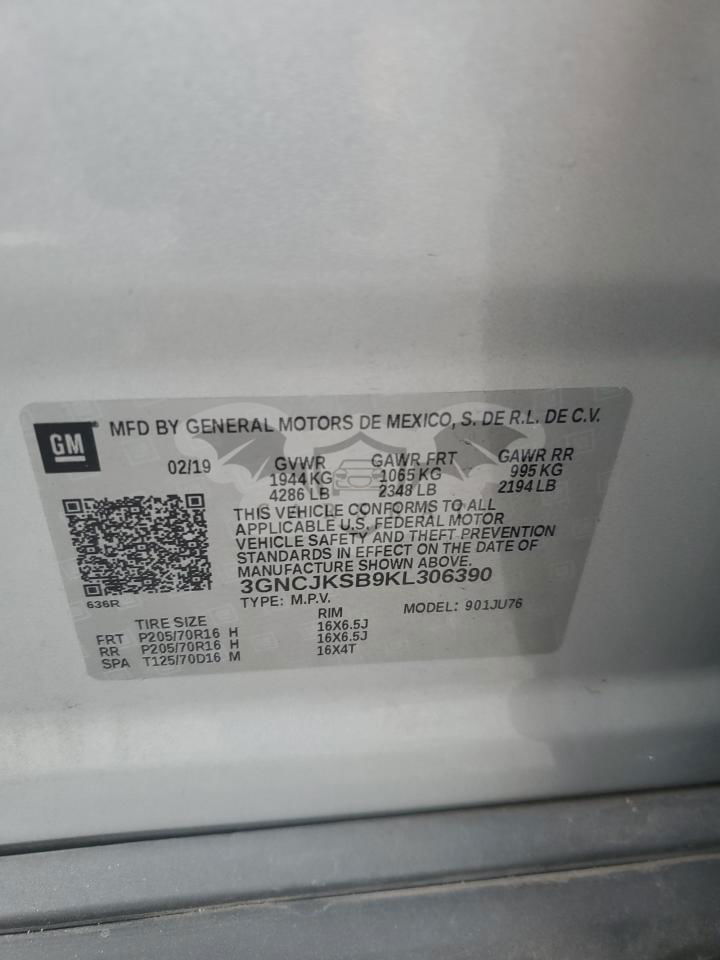 GM
MFD BY GENERAL MOTORS DE MEXICO, S. DE R.L. DE C.V.
02/19 GVWR GAWR FRT GAWR RR
1944 KG 1065 KG 995 KG
4286 LB 2348 LB 2194 LB
THIS VEHICLE CONFORMS TO ALL
APPLICABLE U.S. FEDERAL MOTOR
VEHICLE SAFETY AND THEFT PREVENTION
STANDARDS IN EFFECT ON THE DATE OF
MANUFACTURE SHOWN ABOVE.
3GNCJKSB9KL306390
636R
TYPE: M.P.V. MODEL: 901JU76
TIRE SIZE RIM
FRT P205/70R16 H 16X6.5J
RR P205/70R16 H 16X6.5J
SPA T125/70D16 M 16X4T